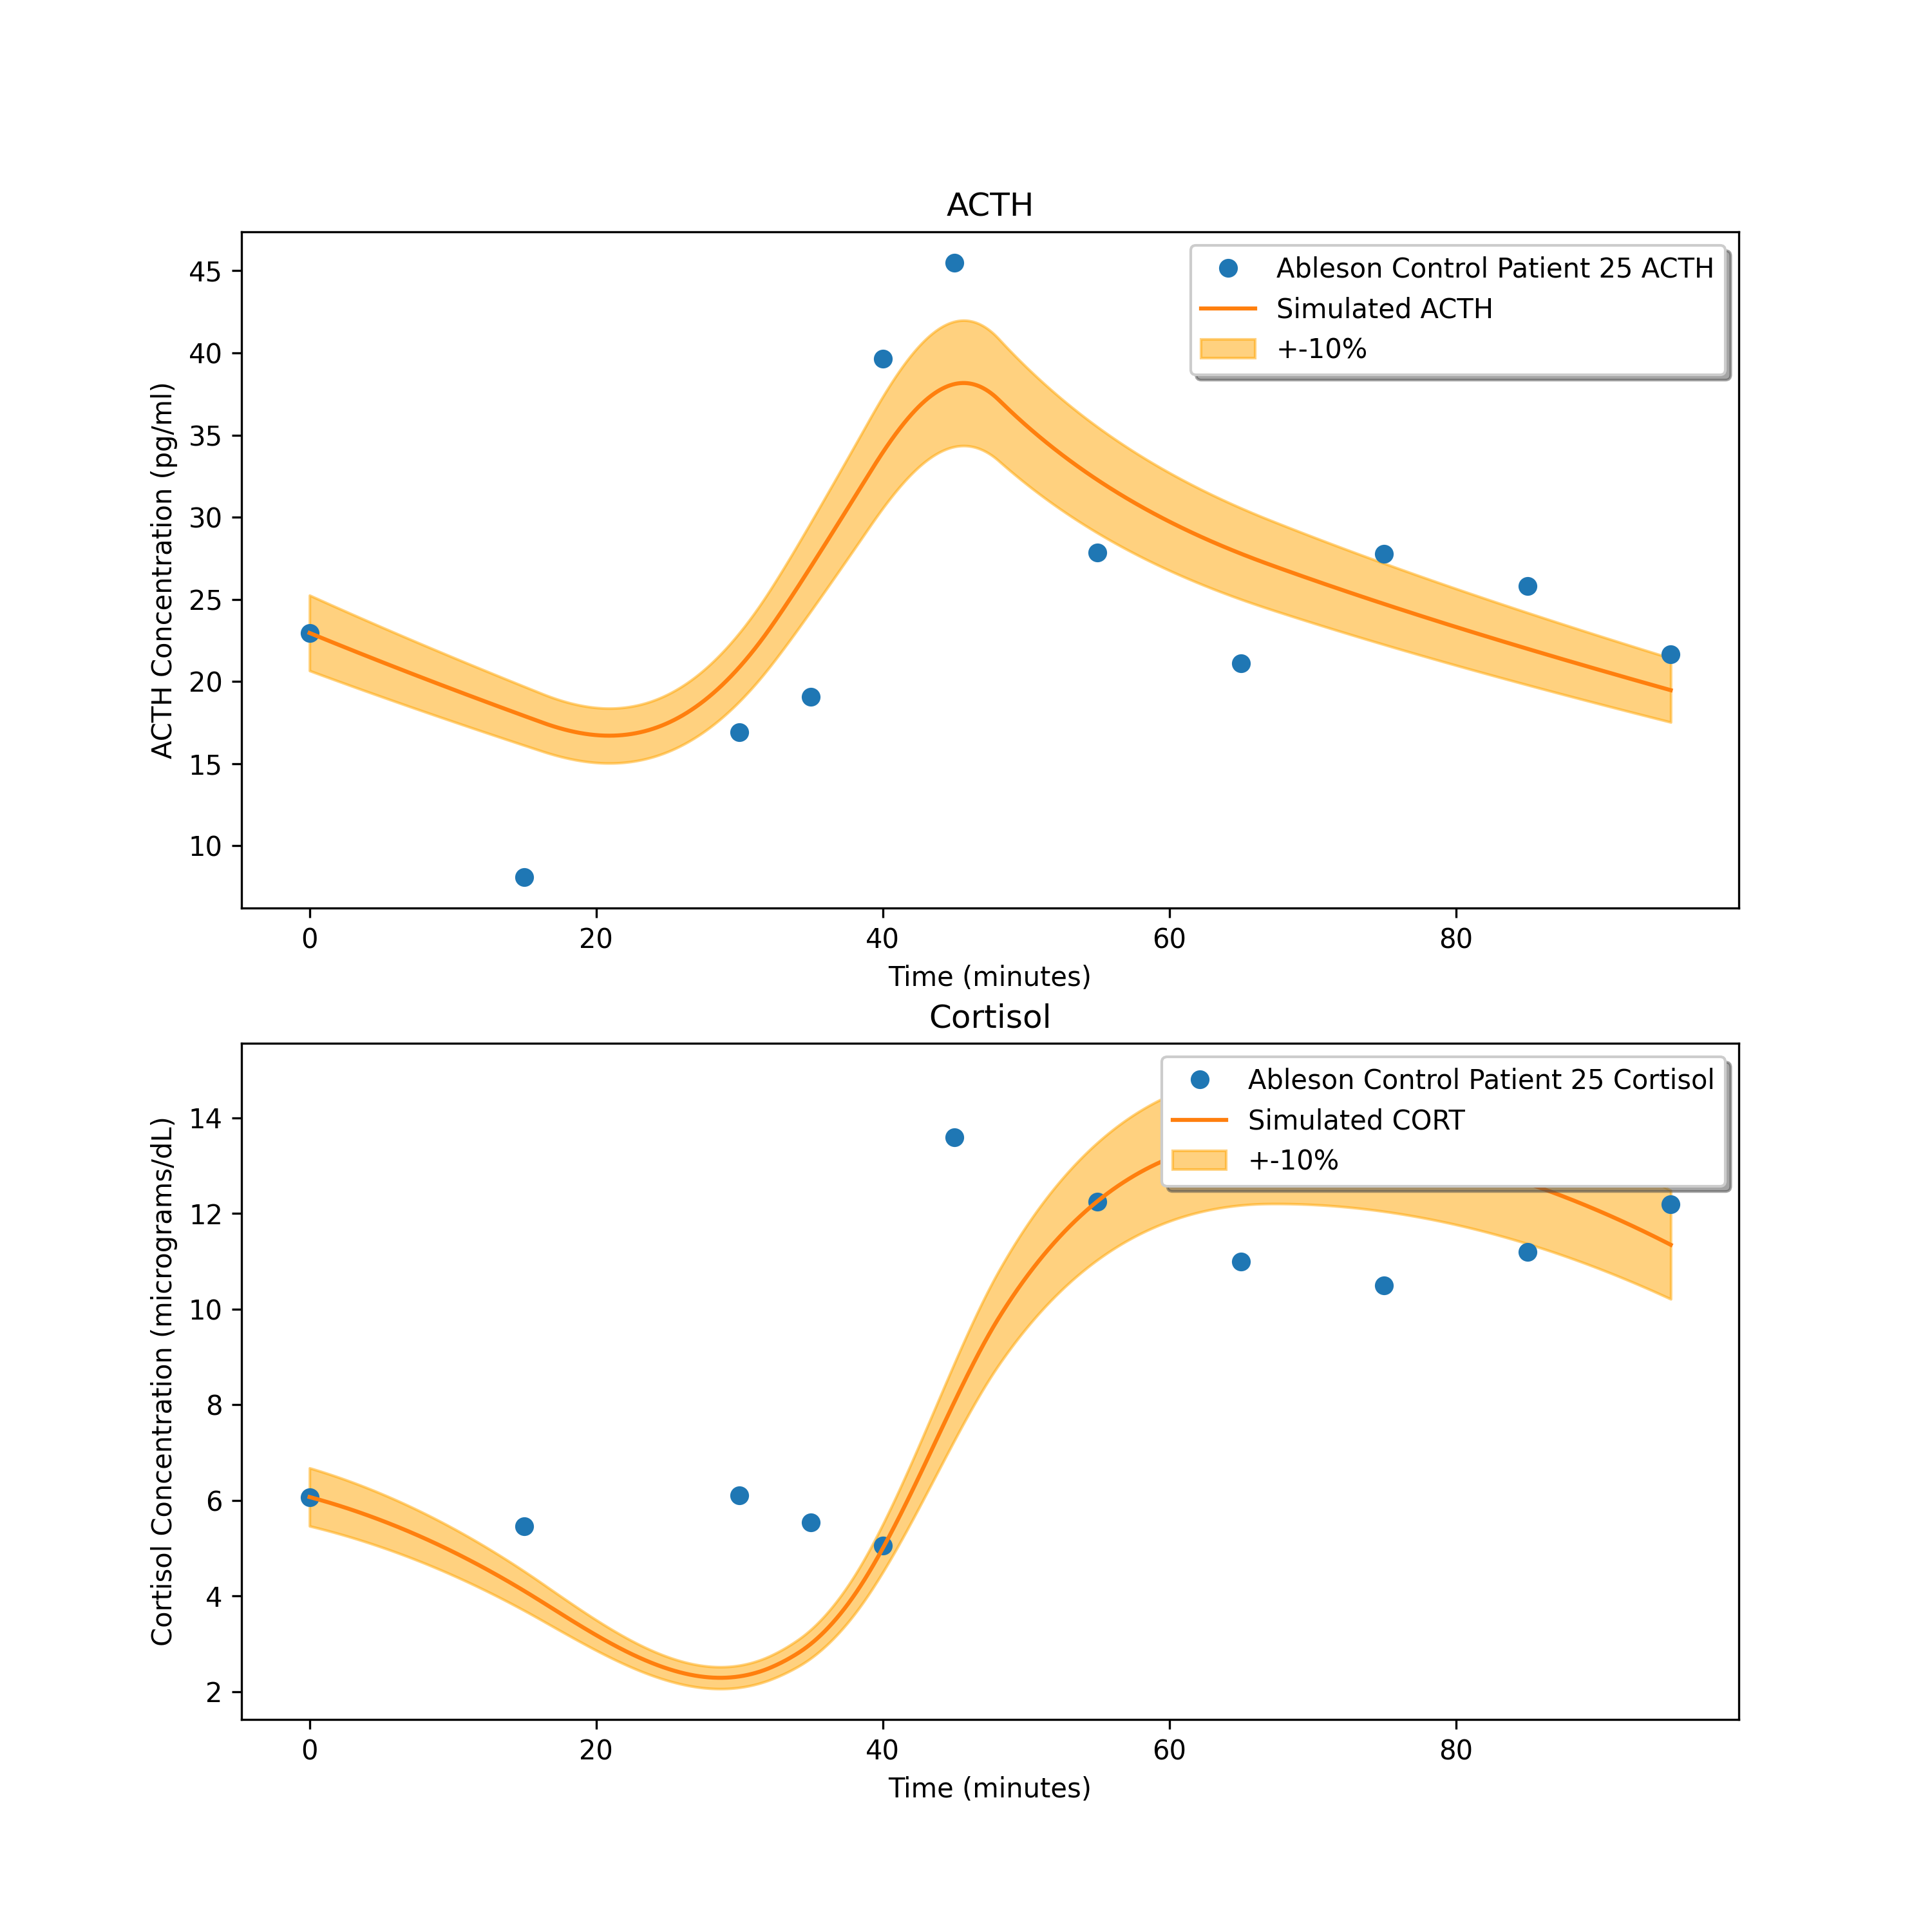 ACTH
45
40
35
30
25
20
15
10
ACTH Concentration (pg/ml)
Ableson Control Patient 25 ACTH
Simulated ACTH
+-10%
0 20 40 60 80
Time (minutes)
Cortisol
14
12
10
8
6
4
2
Cortisol Concentration (micrograms/dL)
Ableson Control Patient 25 Cortisol
Simulated CORT
+-10%
0 20 40 60 80
Time (minutes)